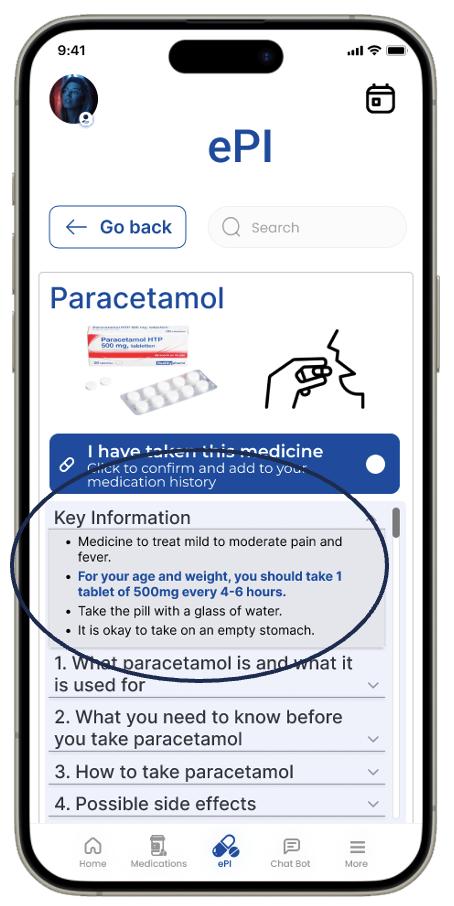 9:41
ePI
Go back
Search
Paracetamol
Paracetamol HTP
500 mg, tabletten
I have taken this medicine
Click to confirm and add to your
medication history
Key Information
• Medicine to treat mild to moderate pain and
fever.
• For your age and weight, you should take 1
tablet of 500mg every 4-6 hours.
• Take the pill with a glass of water.
• It is okay to take on an empty stomach.
1. What paracetamol is and what it
is used for
2. What you need to know before
you take paracetamol
3. How to take paracetamol
4. Possible side effects
Home
Medications
ePI
Chat Bot
More